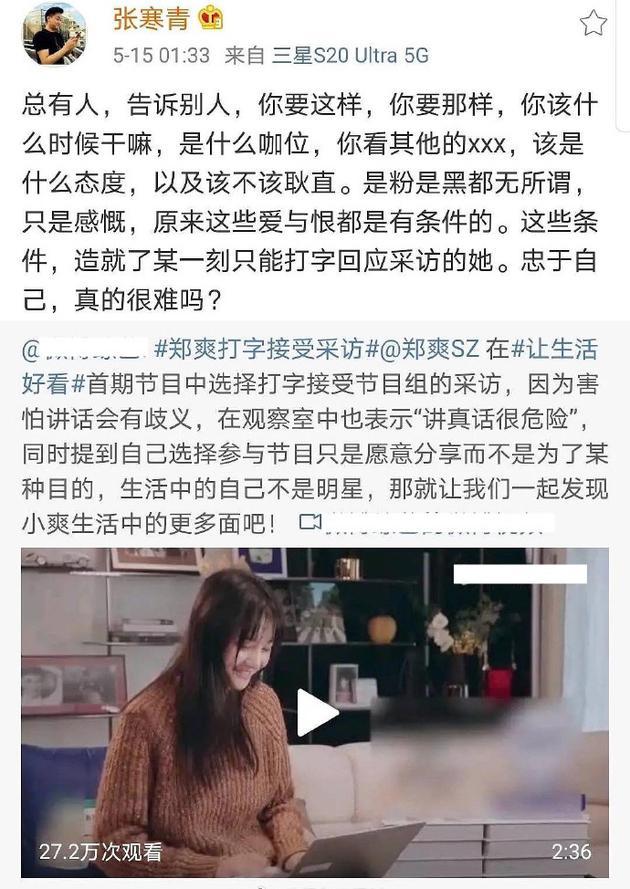 张寒青
5-15 01:33 来自 三星S20 Ultra 5G
总有人，告诉别人，你要这样，你要那样，你该什
么时候干嘛，是什么咖位，你看其他的xxx，该是
什么态度，以及该不该耿直。是粉是黑都无所谓，
只是感慨，原来这些爱与恨都是有条件的。这些条
件，造就了某一刻只能打字回应采访的她。忠于自
己，真的很难吗？
@ #郑爽打字接受采访#@郑爽SZ 在#让生活
好看#首期节目中选择打字接受节目组的采访，因为害
怕讲话会有歧义，在观察室中也表示“讲真话很危险”，
同时提到自己选择参与节目只是愿意分享而不是为了某
种目的，生活中的自己不是明星，那就让我们一起发现
小爽生活中的更多面吧！
27.2万次观看
2:36